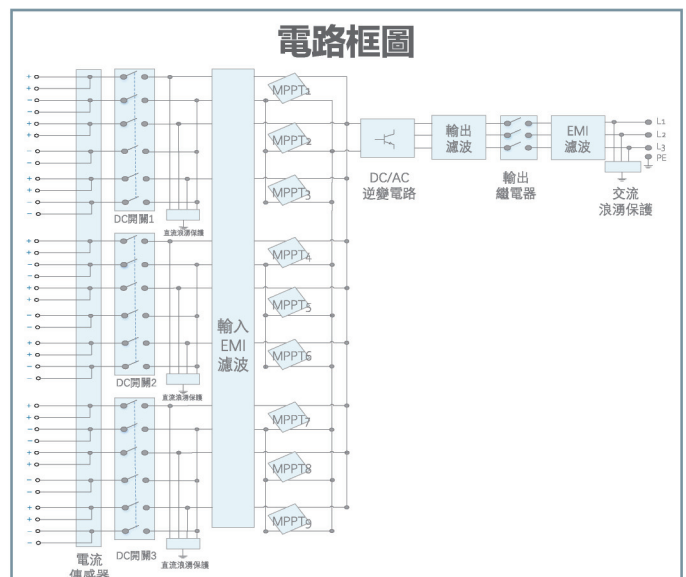 電路框圖
MPPT1
MPPT2
MPPT3
MPPT4
MPPT5
MPPT6
MPPT7
MPPT8
MPPT9
DC開關1
直流浪湧保護
DC開關2
直流浪湧保護
DC開關3
直流浪湧保護
電流
傳感器
輸入
EMI
濾波
DC/AC
逆變電路
輸出
濾波
輸出
繼電器
EMI
濾波
L1
L2
L3
PE
交流
浪湧保護